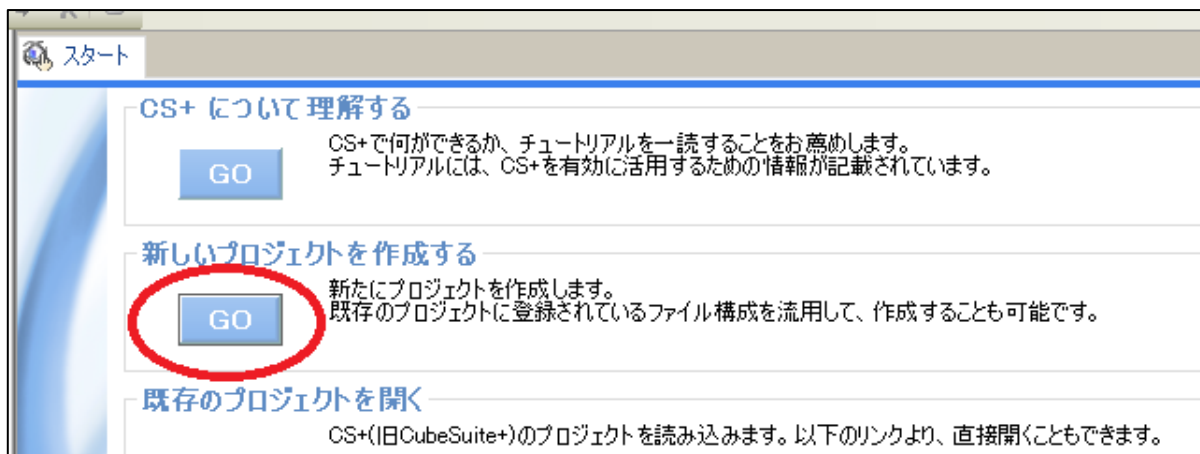 スタート
CS+ について理解する
CS+で何ができるか、チュートリアルを一読することをお薦めします。
GO
チュートリアルには、CS+を有効に活用するための情報が記載されています。
新しいプロジェクトを作成する
新たにプロジェクトを作成します。
GO
既存のプロジェクトに登録されているファイル構成を流用して、作成することも可能です。
既存のプロジェクトを開く
CS+(旧CubeSuite+)のプロジェクトを読み込みます。以下のリンクより、直接開くこともできます。